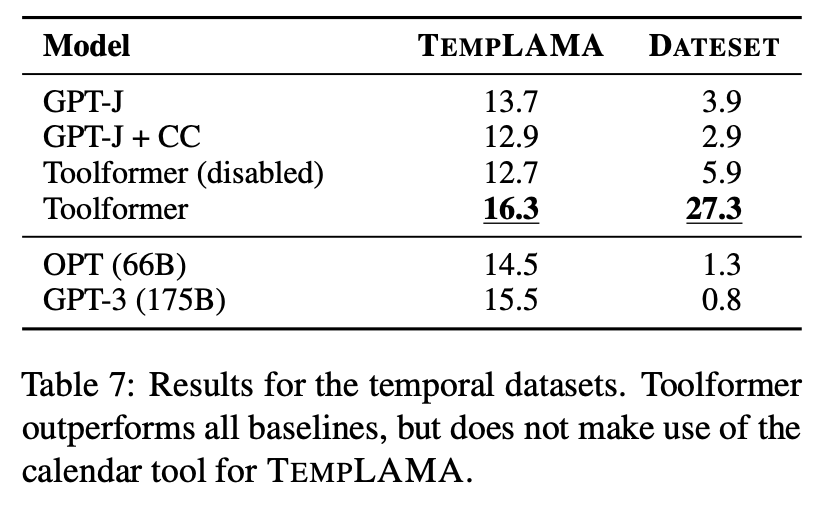 Model TEMPLAMA DATESET
GPT-J 13.7 3.9
GPT-J + CC 12.9 2.9
Toolformer (disabled) 12.7 5.9
Toolformer 16.3 27.3
OPT (66B) 14.5 1.3
GPT-3 (175B) 15.5 0.8
Table 7: Results for the temporal datasets. Toolformer
outperforms all baselines, but does not make use of the
calendar tool for TEMPLAMA.